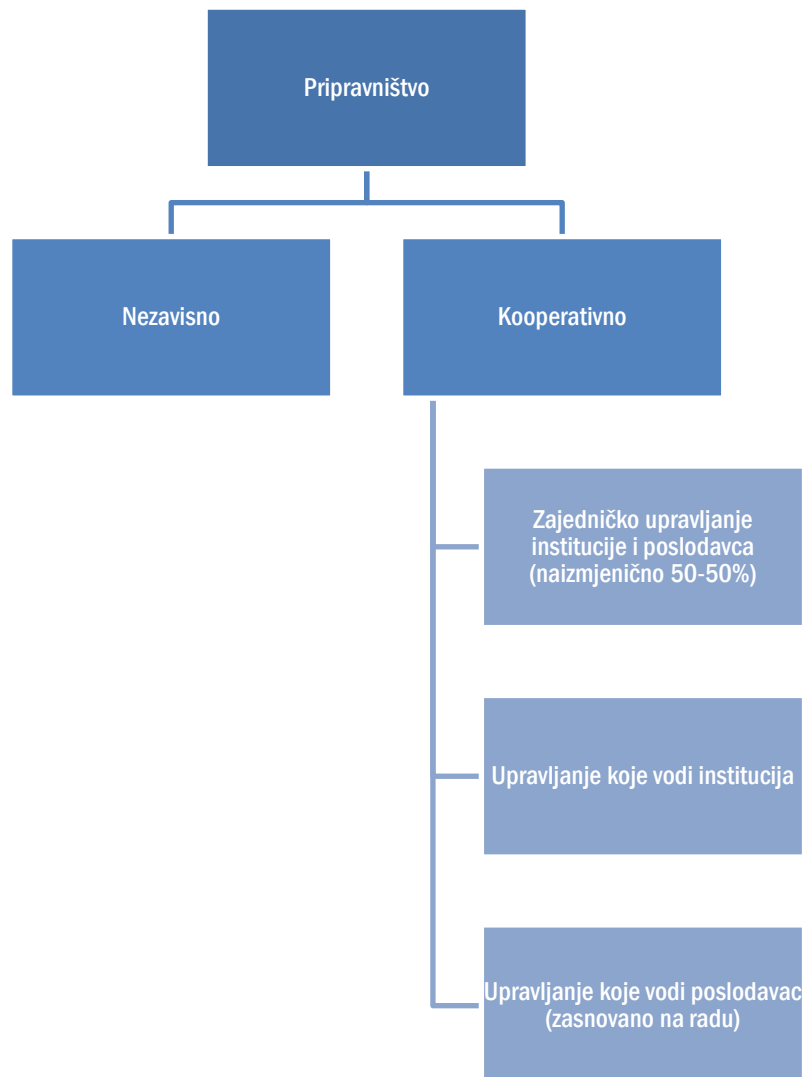 Pripravništvo
Nezavisno
Kooperativno
Zajedničko upravljanje
institucije i poslodavca
(naizmjenično 50-50%)
Upravljanje koje vodi institucija
Upravljanje koje vodi poslodavac
(zasnovano na radu)